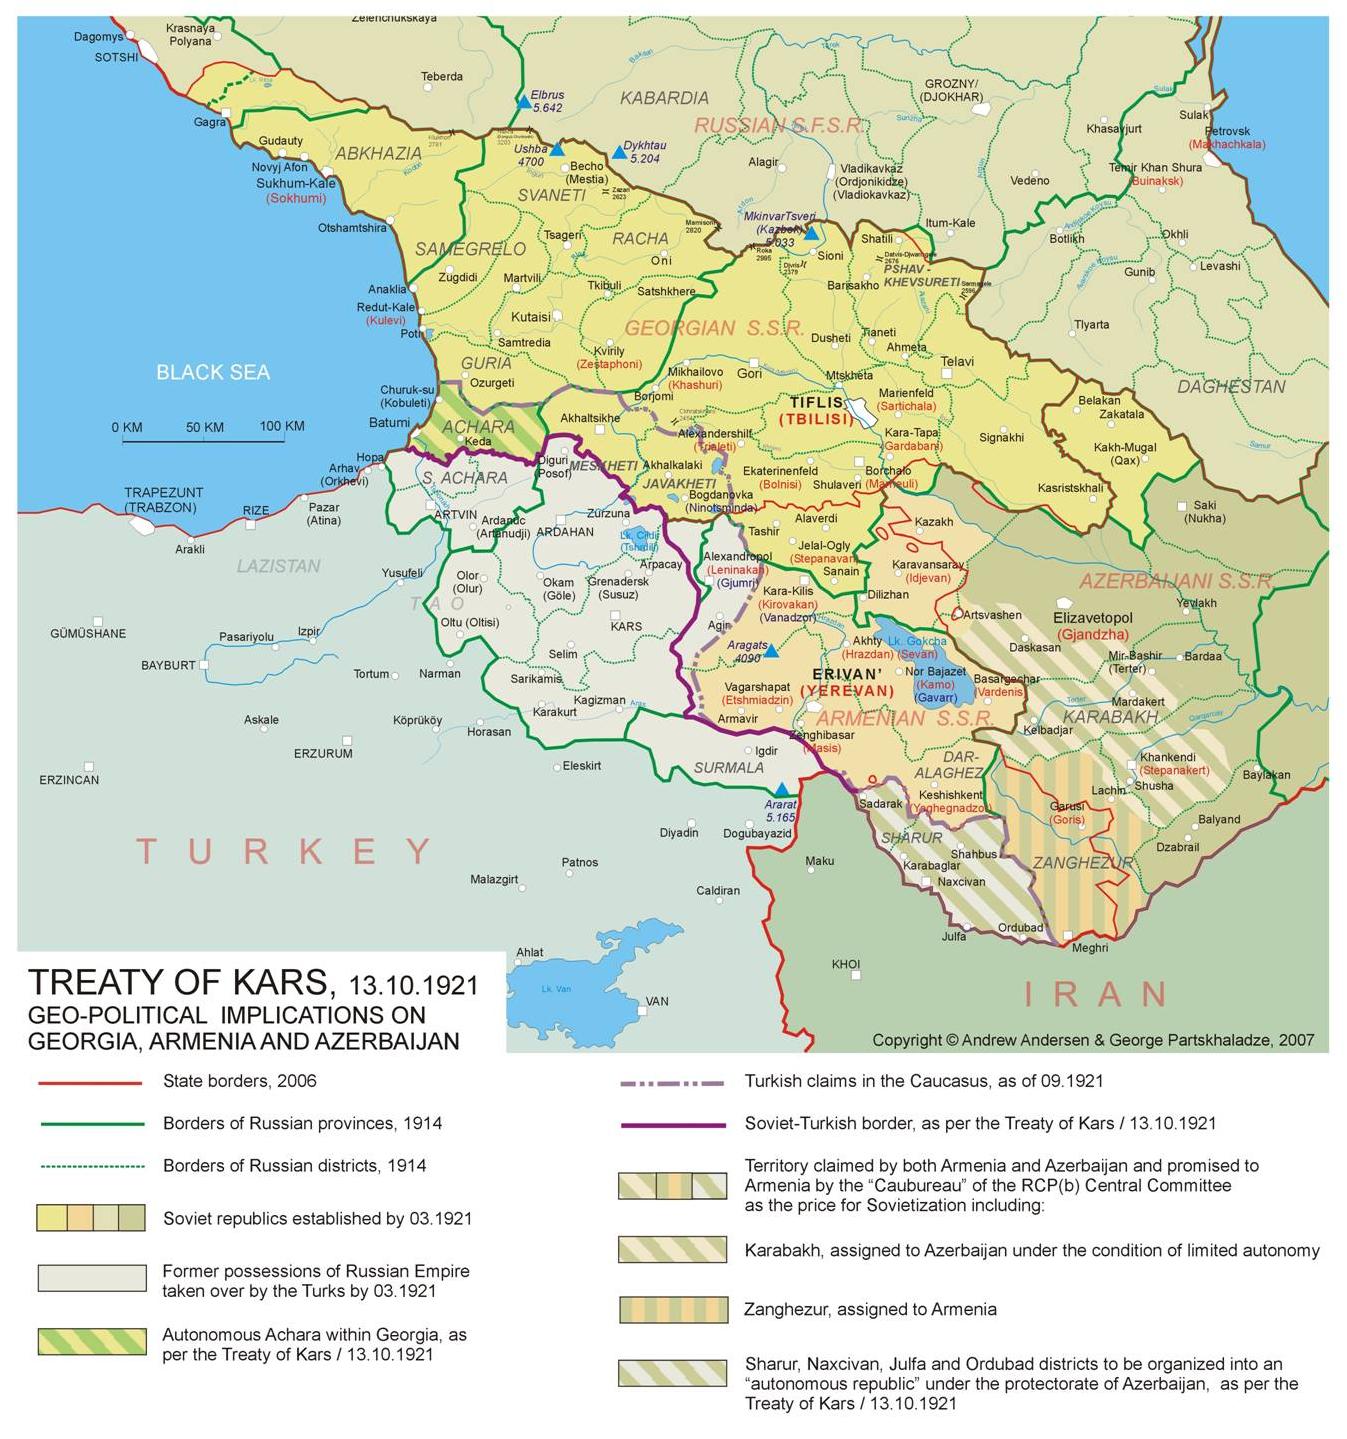 Zelenchukskaya
Krasnaya
Polyana
Dagomys
SOTSHI
Teberda
Elbrus
5.642
KABARDIA
GROZNY/
(DJOKHAR)
RUSSIAN S.F.S.R.
Sulak
Sulak
Petrovsk
(Makhachkala)
Khasavjurt
Gagra
Gudauty
Novyj Afon
Sukhum-Kale
(Sokhumi)
ABKHAZIA
Ushba
4700
Dykhtau
5.204
Becho
(Mestia)
Alagir
Vladikavkaz
(Ordjonikidze)
(Vladiokavkaz)
Vedeno
Temir Khan Shura
(Buinaksk)
SVANETI
Otshamtshira
SAMEGRELO
Tsageri
RACHA
Oni
Mamison
2820
MkinvarTsveri
(Kazbek)
5.033
Roka
2995
Sioni
Shatili
Itum-Kale
Botlikh
Okhli
Levashi
Gunib
Zugdidi
Martvili
Tkibuli
Satshkhere
Barisakho
PSHAV -
KHEVSURETI
Anaklia
Redut-Kale
(Kulevi)
Poti
Kutaisi
Samtredia
GEORGIAN S.S.R.
Dusheti
Tianeti
Ahmeta
Tlyarta
Kvirily
(Zestaphoni)
GURIA
Ozurgeti
Mikhailovo
(Khashuri)
Gori
Mtskheta
Telavi
BLACK SEA
DAGHESTAN
Samur
Churuk-su
(Kobuleti)
Batumi
Borjomi
TIFLIS
(TBILISI)
Marienfeld
(Sartichala)
Belakan
Zakatala
0 KM
50 KM
100 KM
ACHARA
Keda
Akhaltsikhe
Alexandershilf
(Trialeti)
Kara-Tapa
(Gardabani)
Signakhi
Kakh-Mugal
(Qax)
Hopa
Arhav
(Orkhevi)
S. ACHARA
Diguri
(Posof)
MESKHETI
Akhalkalaki
JAVAKHETI
Ekaterinenfeld
(Bolnisi)
Shulaveri
Borchalo
(Marneuli)
Kasristskhali
TRAPEZUNT
(TRABZON)
RIZE
Pazar
(Atina)
ARTVIN
Ardanuc
(Artanudji)
ARDAHAN
Zürzuna
Bogdanovka
(Ninotsminda)
Saki
(Nukha)
Arakli
Lk. Cildir
(Tshrdili)
Tashir
Alaverdi
Kazakh
LAZISTAN
Arpacay
Alexandropol
(Leninakan)
(Gjumri)
Jelal-Ogly
(Stepanavan)
Sanain
Karavansaray
(Idjevan)
AZERBAIJANI S.S.R.
Yusufeli
Olor
(Olur)
Okam
(Göle)
Grenadersk
(Susuz)
TAO
Kara-Kilis
(Kirovakan)
(Vanadzor)
Dilizhan
Yevlakh
Artsvashen
Elizavetopol
(Gjandzha)
GÜMÜSHANE
Pasariyolu
Izpir
Oltu (Oltisi)
KARS
Agin
Daskasan
BAYBURT
Selim
Aragats
4090
Akhty
(Hrazdan)
Lk. Gokcha
(Sevan)
Mir-Bashir
(Terter)
Bardaa
Tortum
Narman
Sarikamis
ERIVAN'
(YEREVAN)
Nor Bajazet
(Kamo)
(Gavarr)
Basargechar
(Vardenis)
Kagizman
Vagarshapat
(Etshmiadzin)
Terter
Mardakert
Askale
Köprüköy
Karakurt
Aras
Armavir
ARMENIAN S.S.R.
KARABAKH
Horasan
Zenghibasar
(Masis)
Kelbadjar
ERZURUM
Igdir
ERZINCAN
Eleskirt
SURMALA
DAR-
ALAGHEZ
Khankendi
(Stepanakert)
Baylakan
Keshishkent
(Yeghegnadzor)
Sadarak
Lachin
Shusha
Garusi
(Goris)
Ararat
5.165
Diyadin
Dogubayazid
TURKEY
SHARUR
Shahbus
Karabaglar
Naxcivan
ZANGHEZUR
Balyand
Dzabrail
Maku
Patnos
Malazgirt
Caldiran
Ordubad
Julfa
Meghri
Ahlat
KHOI
Lk. Van
VAN
IRAN
Copyright © Andrew Andersen & George Partskhaladze, 2007
TREATY OF KARS, 13.10.1921
GEO-POLITICAL IMPLICATIONS ON
GEORGIA, ARMENIA AND AZERBAIJAN
State borders, 2006
Borders of Russian provinces, 1914
Borders of Russian districts, 1914
Soviet republics established by 03.1921
Former possessions of Russian Empire
taken over by the Turks by 03.1921
Autonomous Achara within Georgia, as
per the Treaty of Kars / 13.10.1921
Turkish claims in the Caucasus, as of 09.1921
Soviet-Turkish border, as per the Treaty of Kars / 13.10.1921
Territory claimed by both Armenia and Azerbaijan and promised to
Armenia by the “Caubureau” of the RCP(b) Central Committee
as the price for Sovietization including:
Karabakh, assigned to Azerbaijan under the condition of limited autonomy
Zanghezur, assigned to Armenia
Sharur, Naxcivan, Julfa and Ordubad districts to be organized into an
“autonomous republic” under the protectorate of Azerbaijan, as per the
Treaty of Kars / 13.10.1921